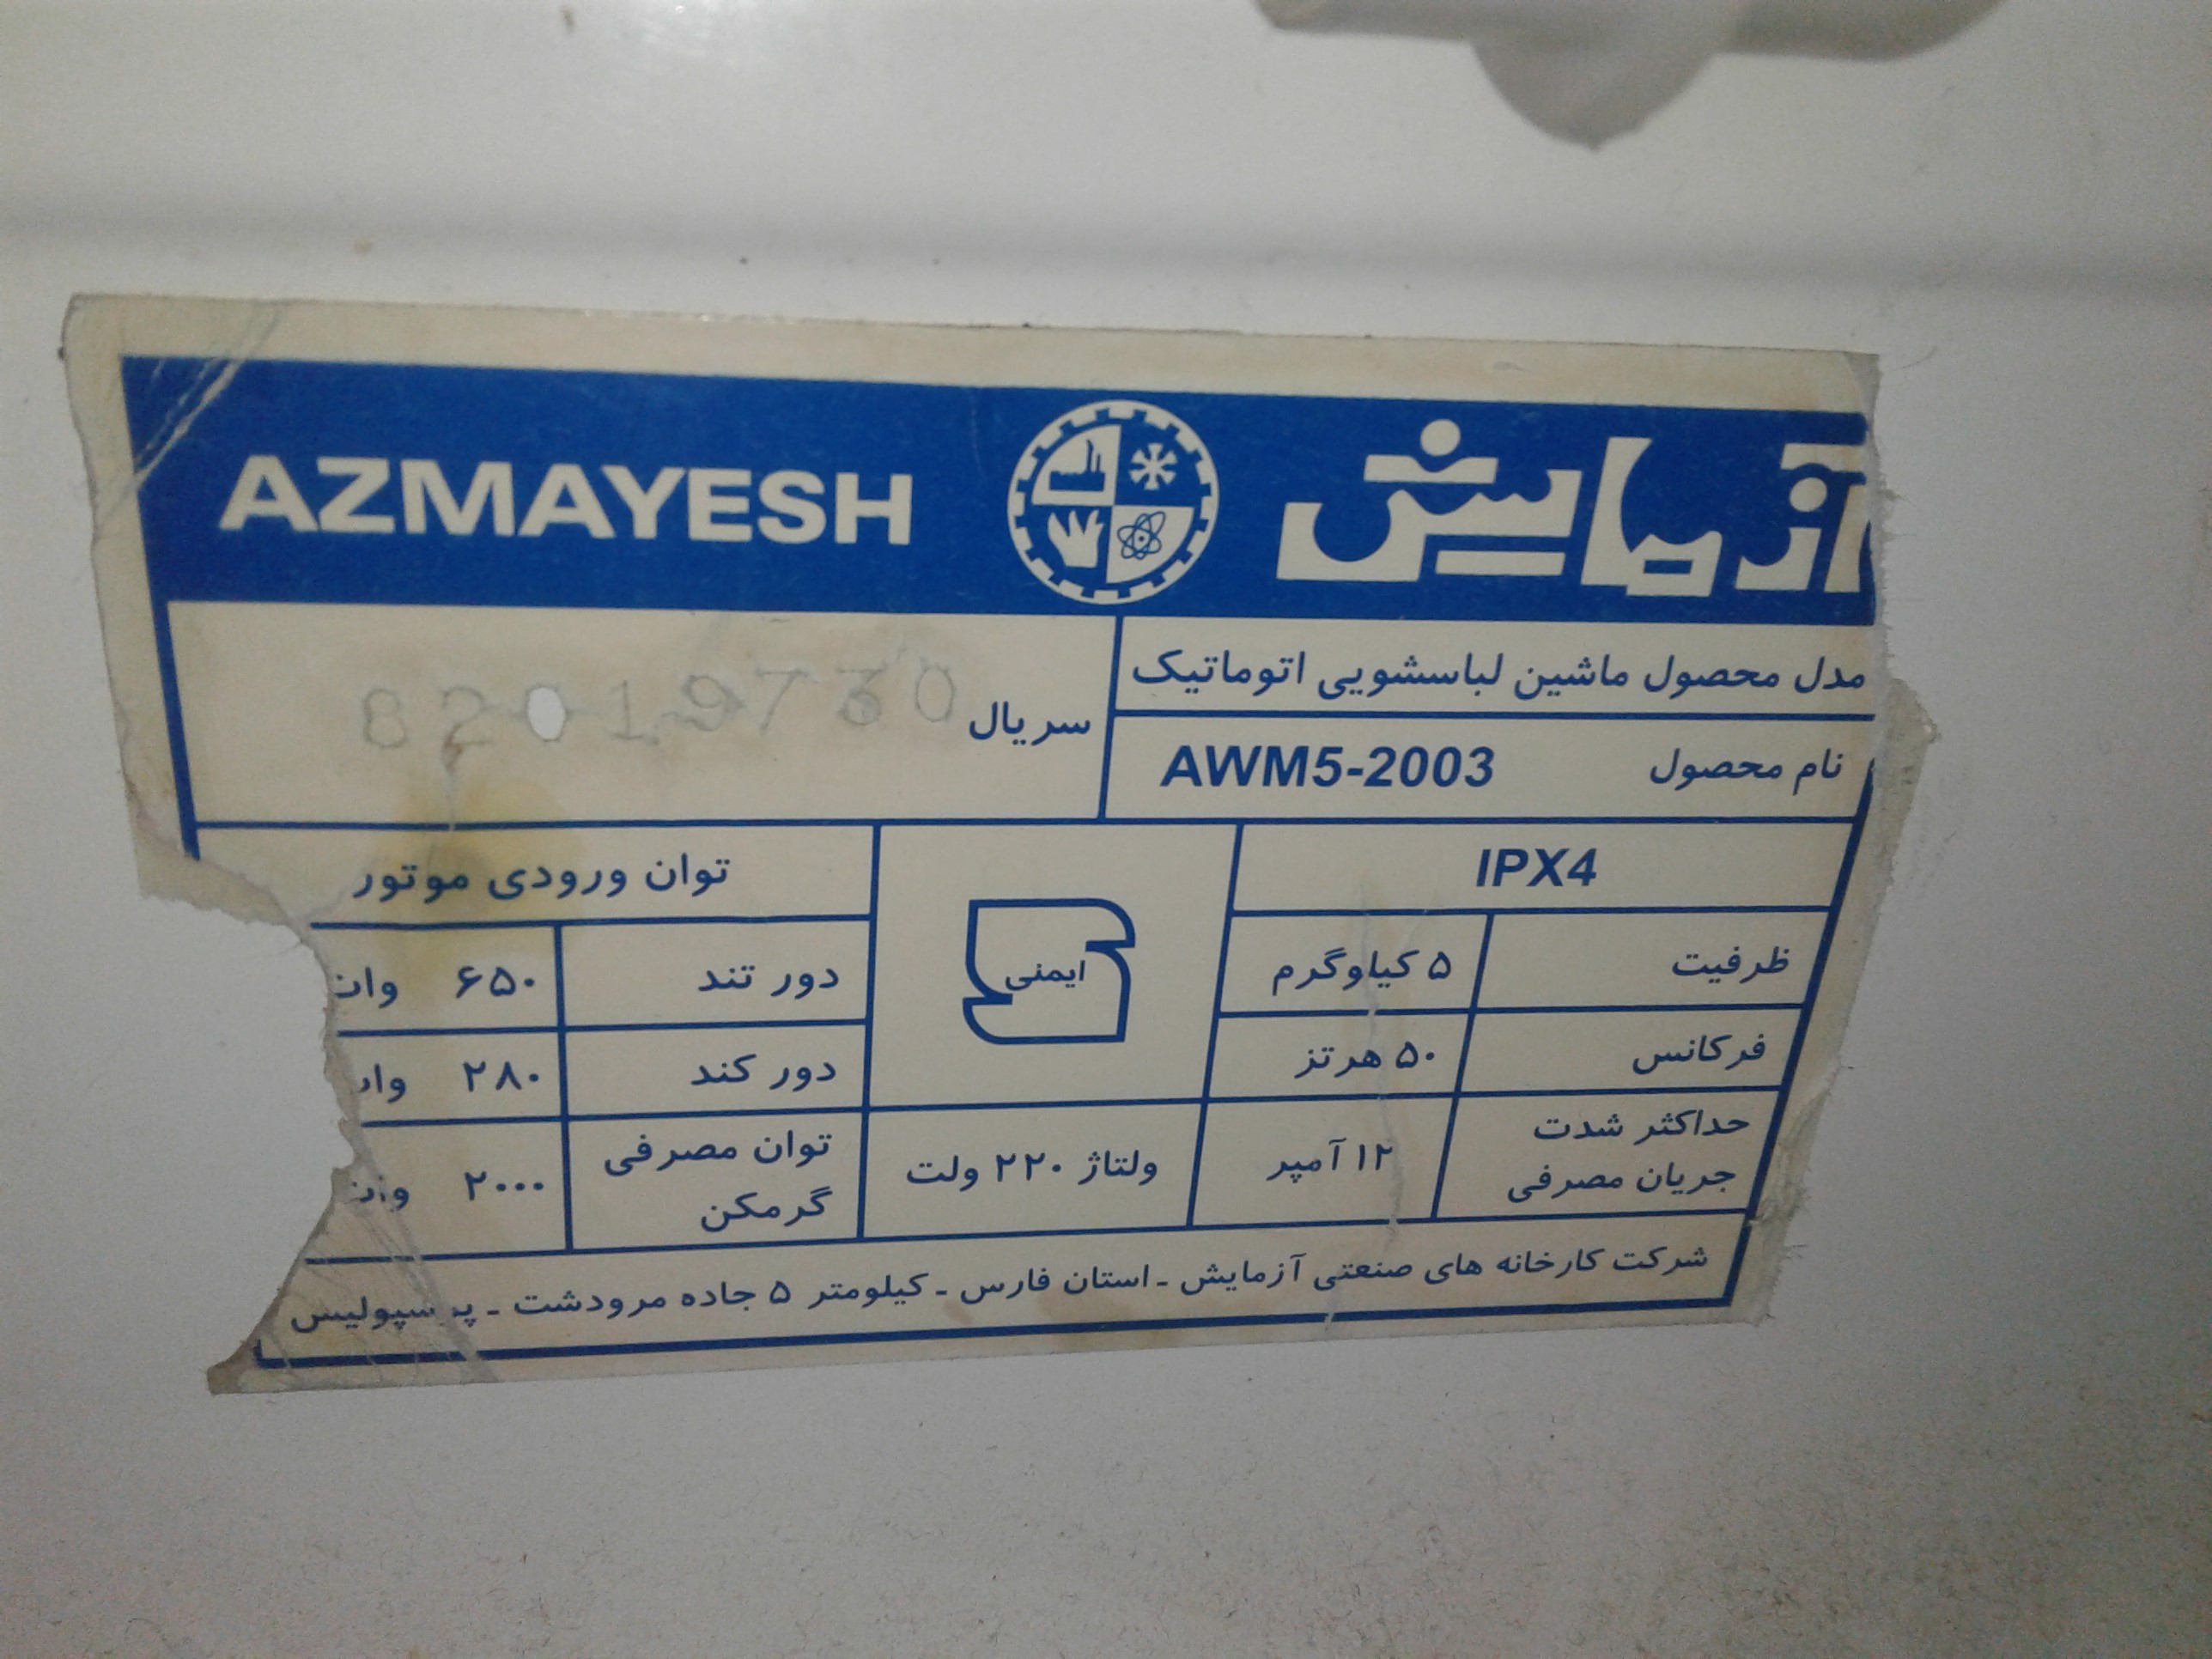 آزمایش AZMAYESH
مدل محصول ماشین لباسشویی اتوماتیک
نام محصول AWM5-2003
سریال 82019730
IPX4
ظرفیت ۵ کیلوگرم
فرکانس ۵۰ هرتز
حداکثر شدت جریان مصرفی ۱۲ آمپر
ایمنی
ولتاژ ۲۲۰ ولت
توان ورودی موتور
دور تند ۶۵۰
دور کند ۲۸۰
توان مصرفی گرمکن ۲۰۰۰
شرکت کارخانه های صنعتی آزمایش - استان فارس - کیلومتر ۵ جاده مرودشت - پرسپولیس